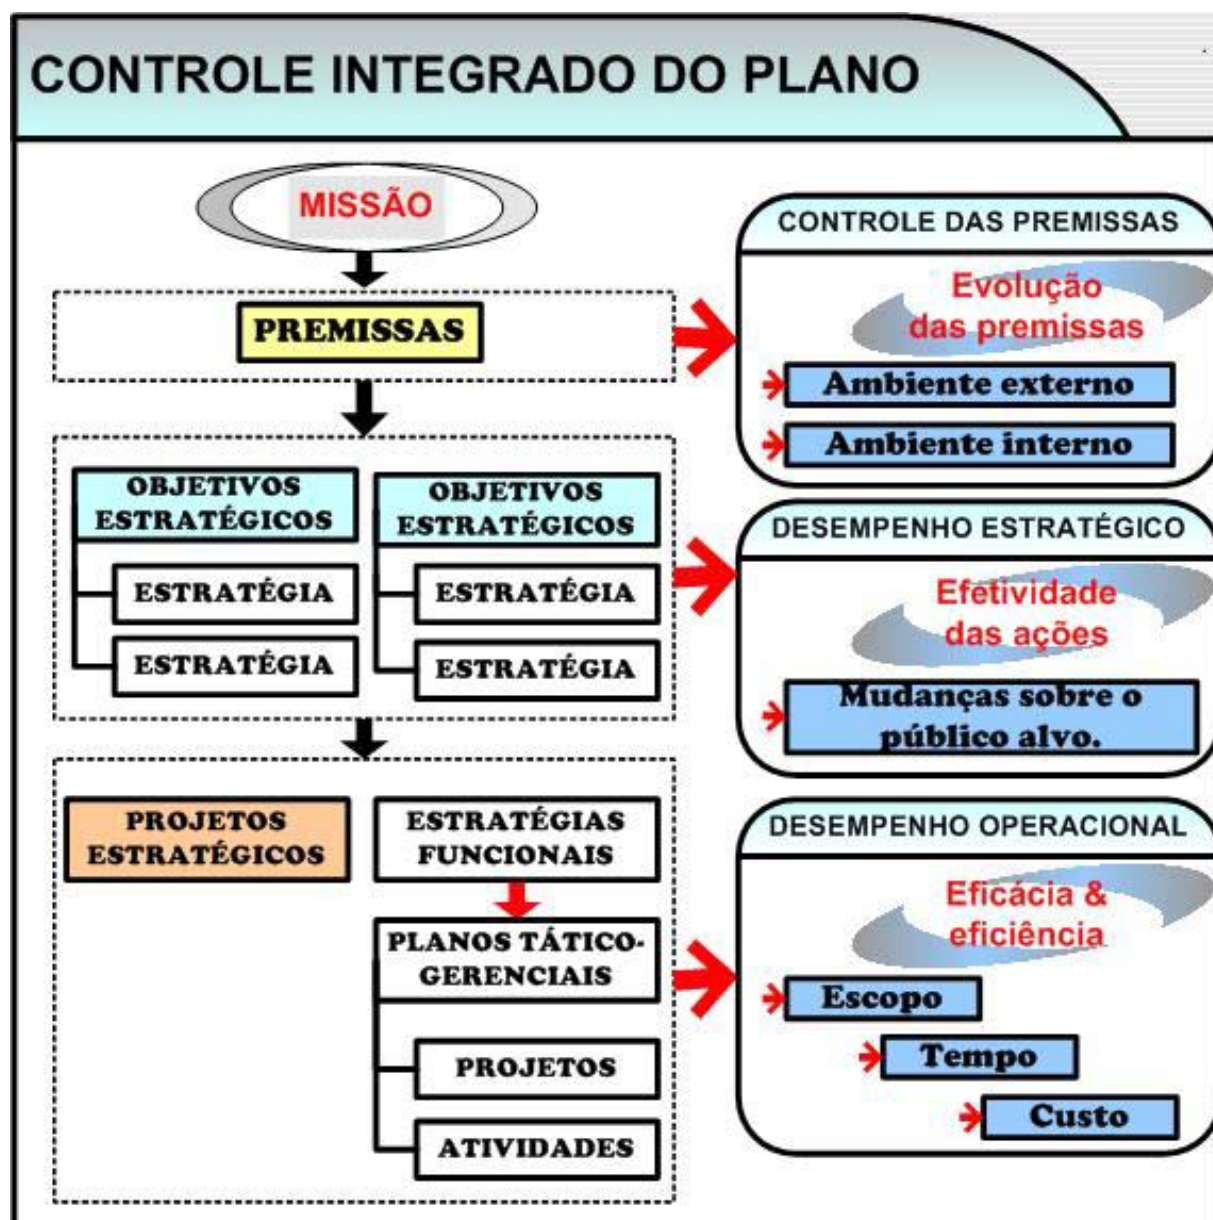 CONTROLE INTEGRADO DO PLANO
MISSÃO
PREMISSAS
OBJETIVOS
ESTRATÉGICOS
ESTRATÉGIA
ESTRATÉGIA
OBJETIVOS
ESTRATÉGICOS
ESTRATÉGIA
ESTRATÉGIA
PROJETOS
ESTRATÉGICOS
ESTRATÉGIAS
FUNCIONAIS
PLANOS TÁTICO-
GERENCIAIS
PROJETOS
ATIVIDADES
CONTROLE DAS PREMISSAS
Evolução
das premissas
Ambiente externo
Ambiente interno
DESEMPENHO ESTRATÉGICO
Efetividade
das ações
Mudanças sobre o
público alvo.
DESEMPENHO OPERACIONAL
Eficácia &
eficiência
Escopo
Tempo
Custo